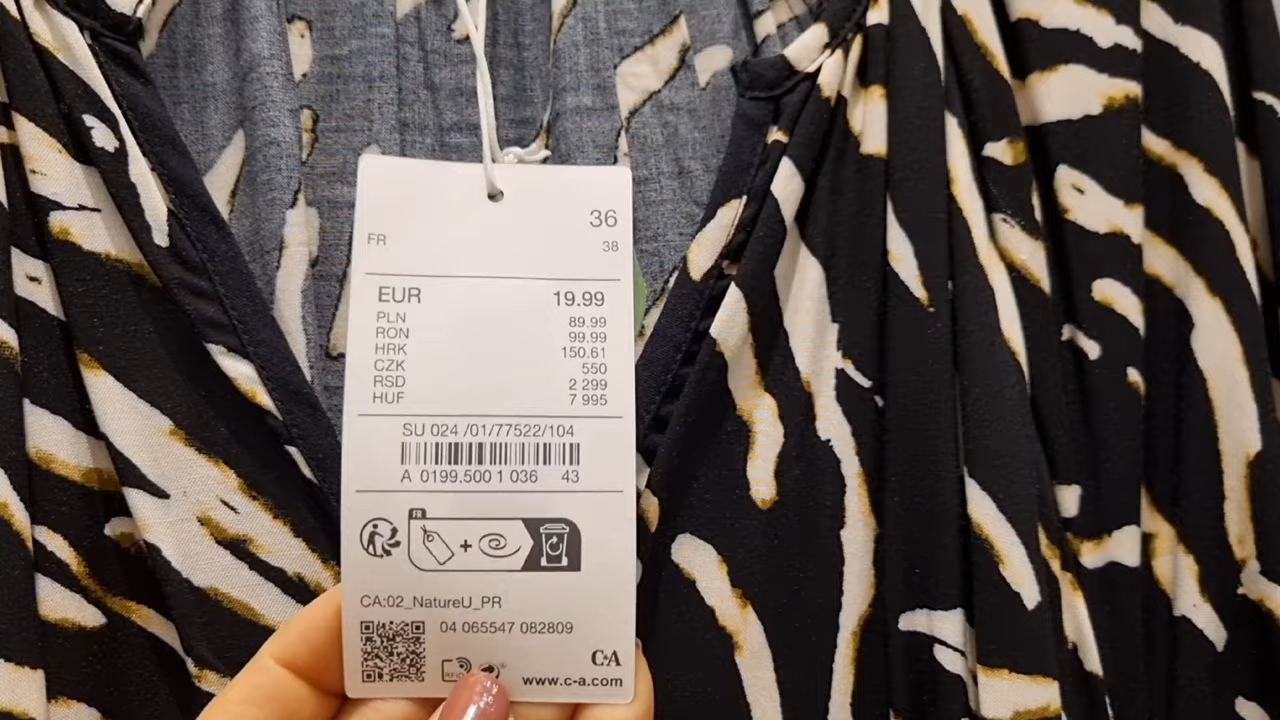 36
FR 38
EUR 19.99
PLN 89.99
RON 99.99
HRK 150.61
CZK 550
RSD 2 299
HUF 7 995
SU 024 /01/77522/104
A 0199.500 1 036 43
FR
+
CA:02_NatureU_PR
04 065547 082809
RFID
C&A
www.c-a.com